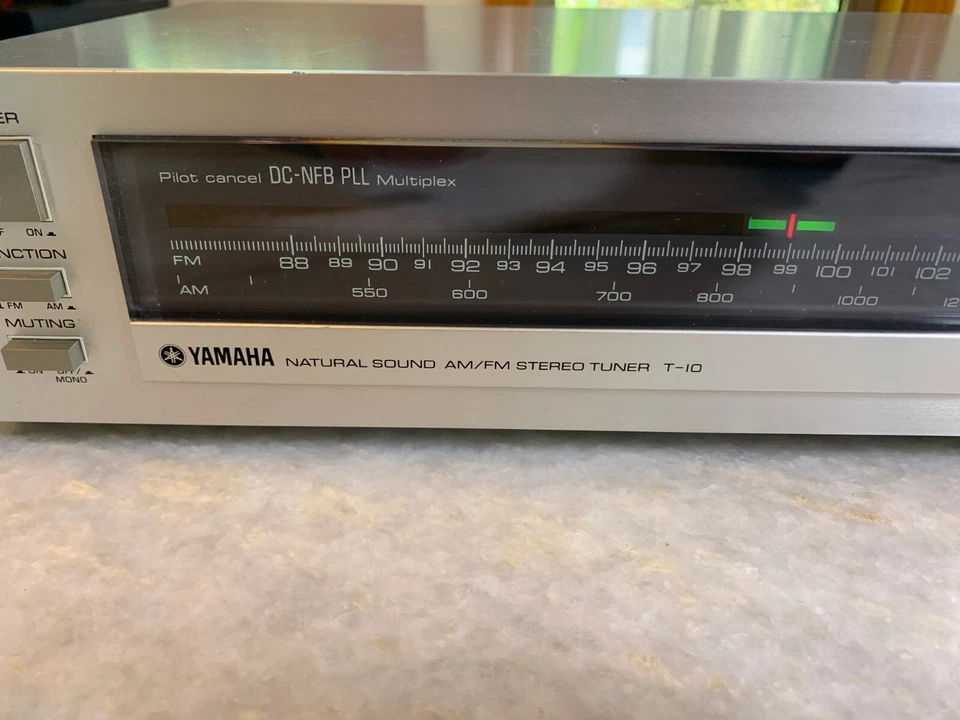 ER
Pilot cancel DC-NFB PLL Multiplex
F ON
NCTION
FM 88 89 90 91 92 93 94 95 96 97 98 99 100 101 102
AM 550 600 700 800 1000 12
FM AM
MUTING
YAMAHA NATURAL SOUND AM/FM STEREO TUNER T-10
ON OFF/
MONO